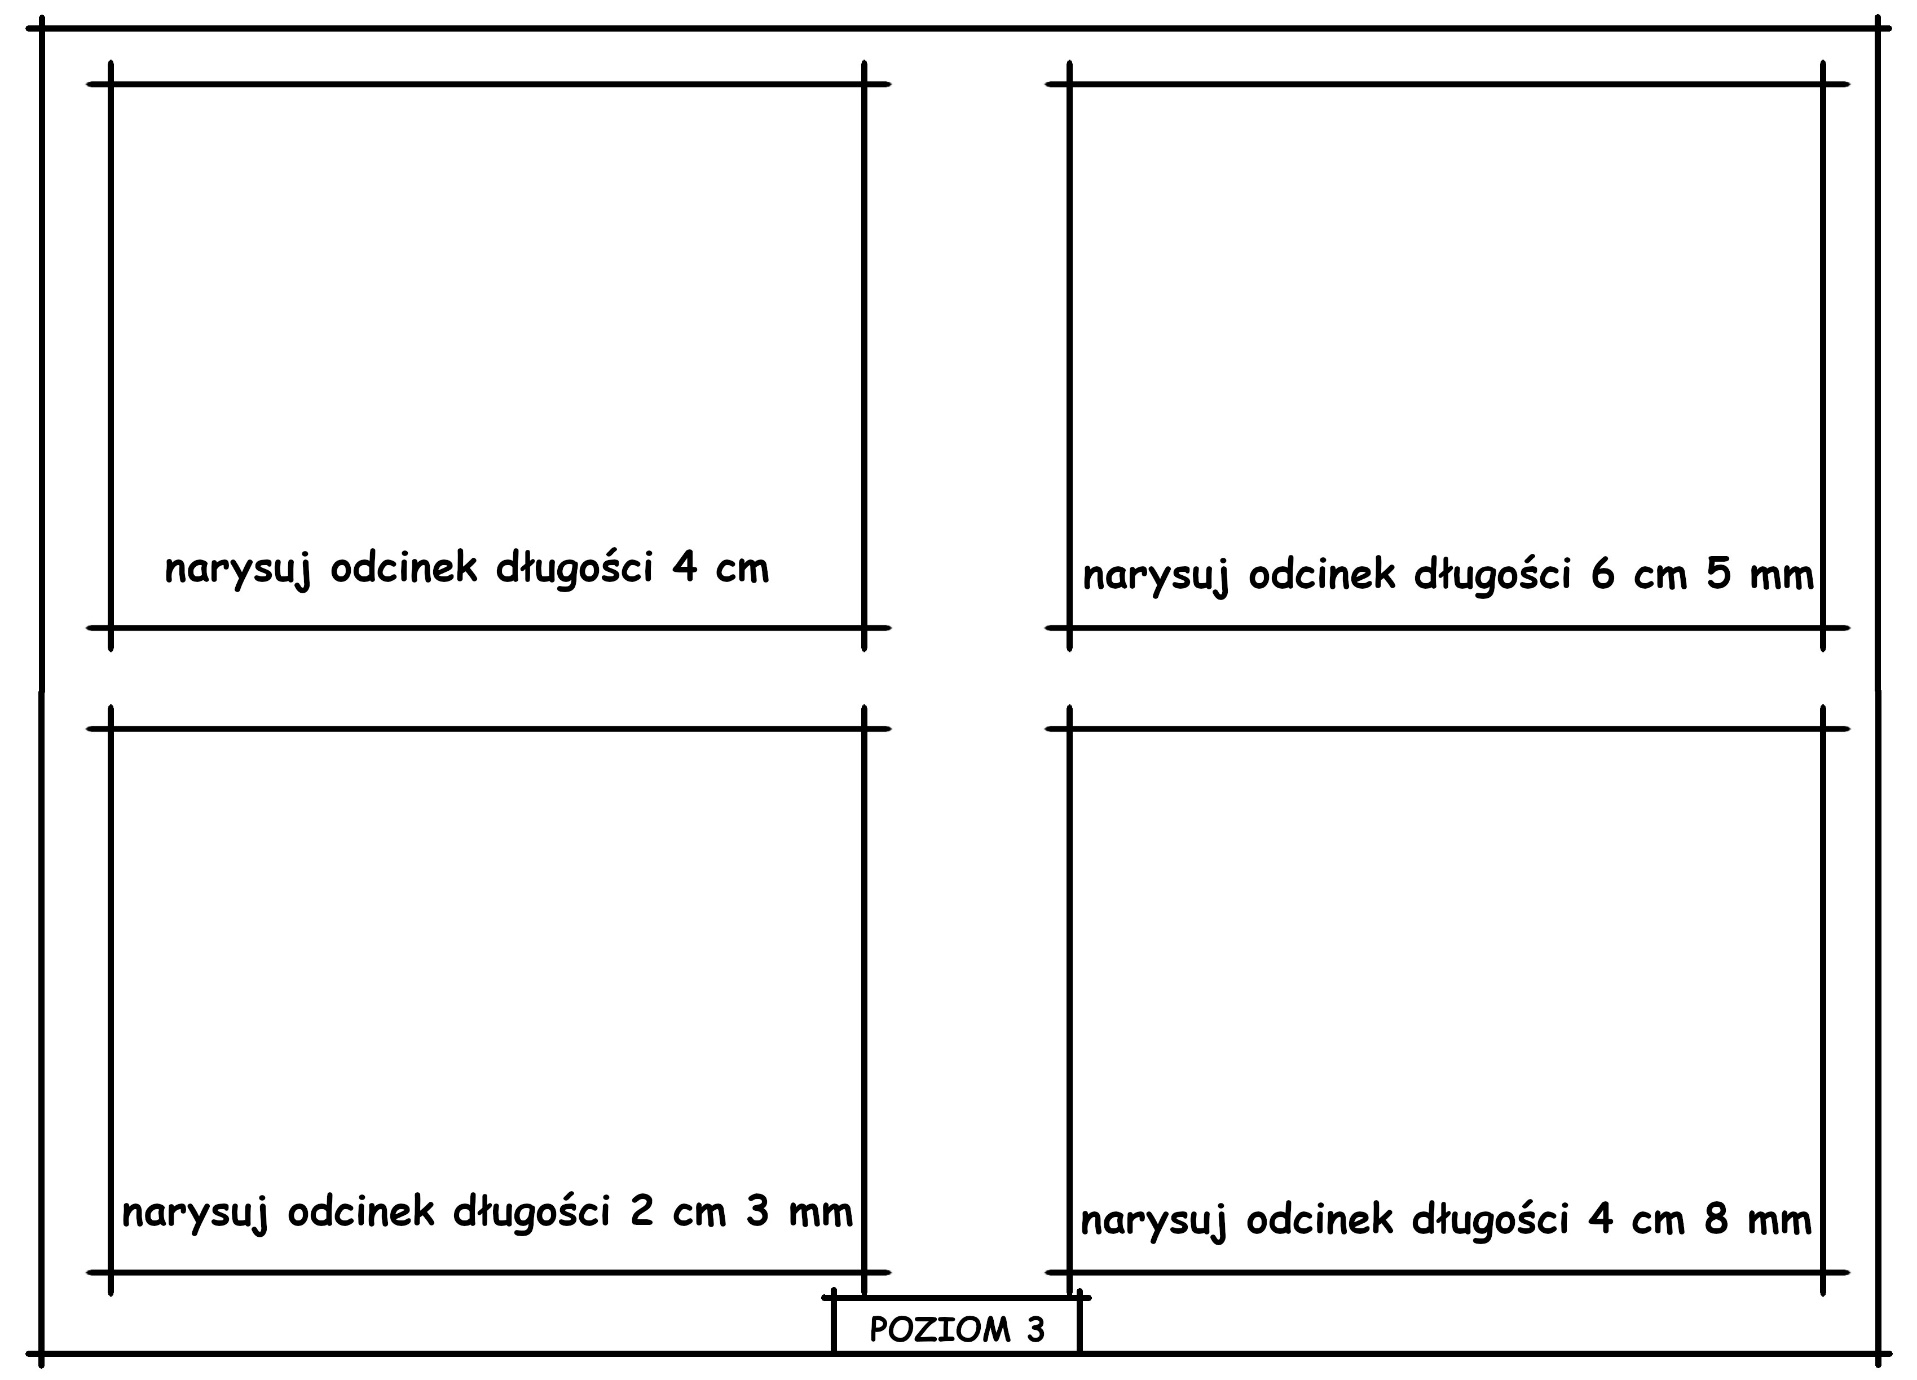 narysuj odcinek długości 4 cm
narysuj odcinek długości 6 cm 5 mm
narysuj odcinek długości 2 cm 3 mm
narysuj odcinek długości 4 cm 8 mm
POZIOM 3